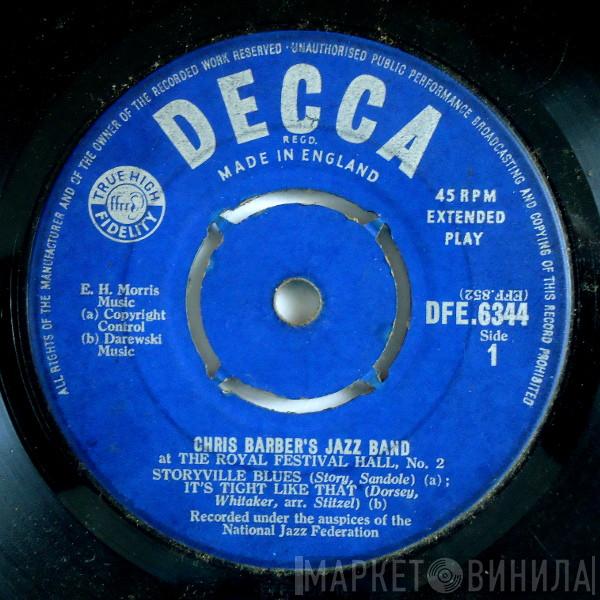 ALL RIGHTS OF THE MANUFACTURER AND OF THE OWNER OF THE RECORDED WORK RESERVED · UNAUTHORISED PUBLIC PERFORMANCE BROADCASTING AND COPYING OF THIS RECORD PROHIBITED
DECCA
REGD.
MADE IN ENGLAND
TRUE HIGH
ffrr
FIDELITY
45 RPM
EXTENDED
PLAY
E. H. Morris
Music
(a) Copyright
Control
(b) Darewski
Music
(EFF.852)
DFE.6344
Side
1
CHRIS BARBER'S JAZZ BAND
at THE ROYAL FESTIVAL HALL, No. 2
STORYVILLE BLUES (Story, Sandole) (a);
IT'S TIGHT LIKE THAT (Dorsey,
Whitaker, arr. Stitzel) (b)
Recorded under the auspices of the
National Jazz Federation
МАРКЕТ ВИНИЛА